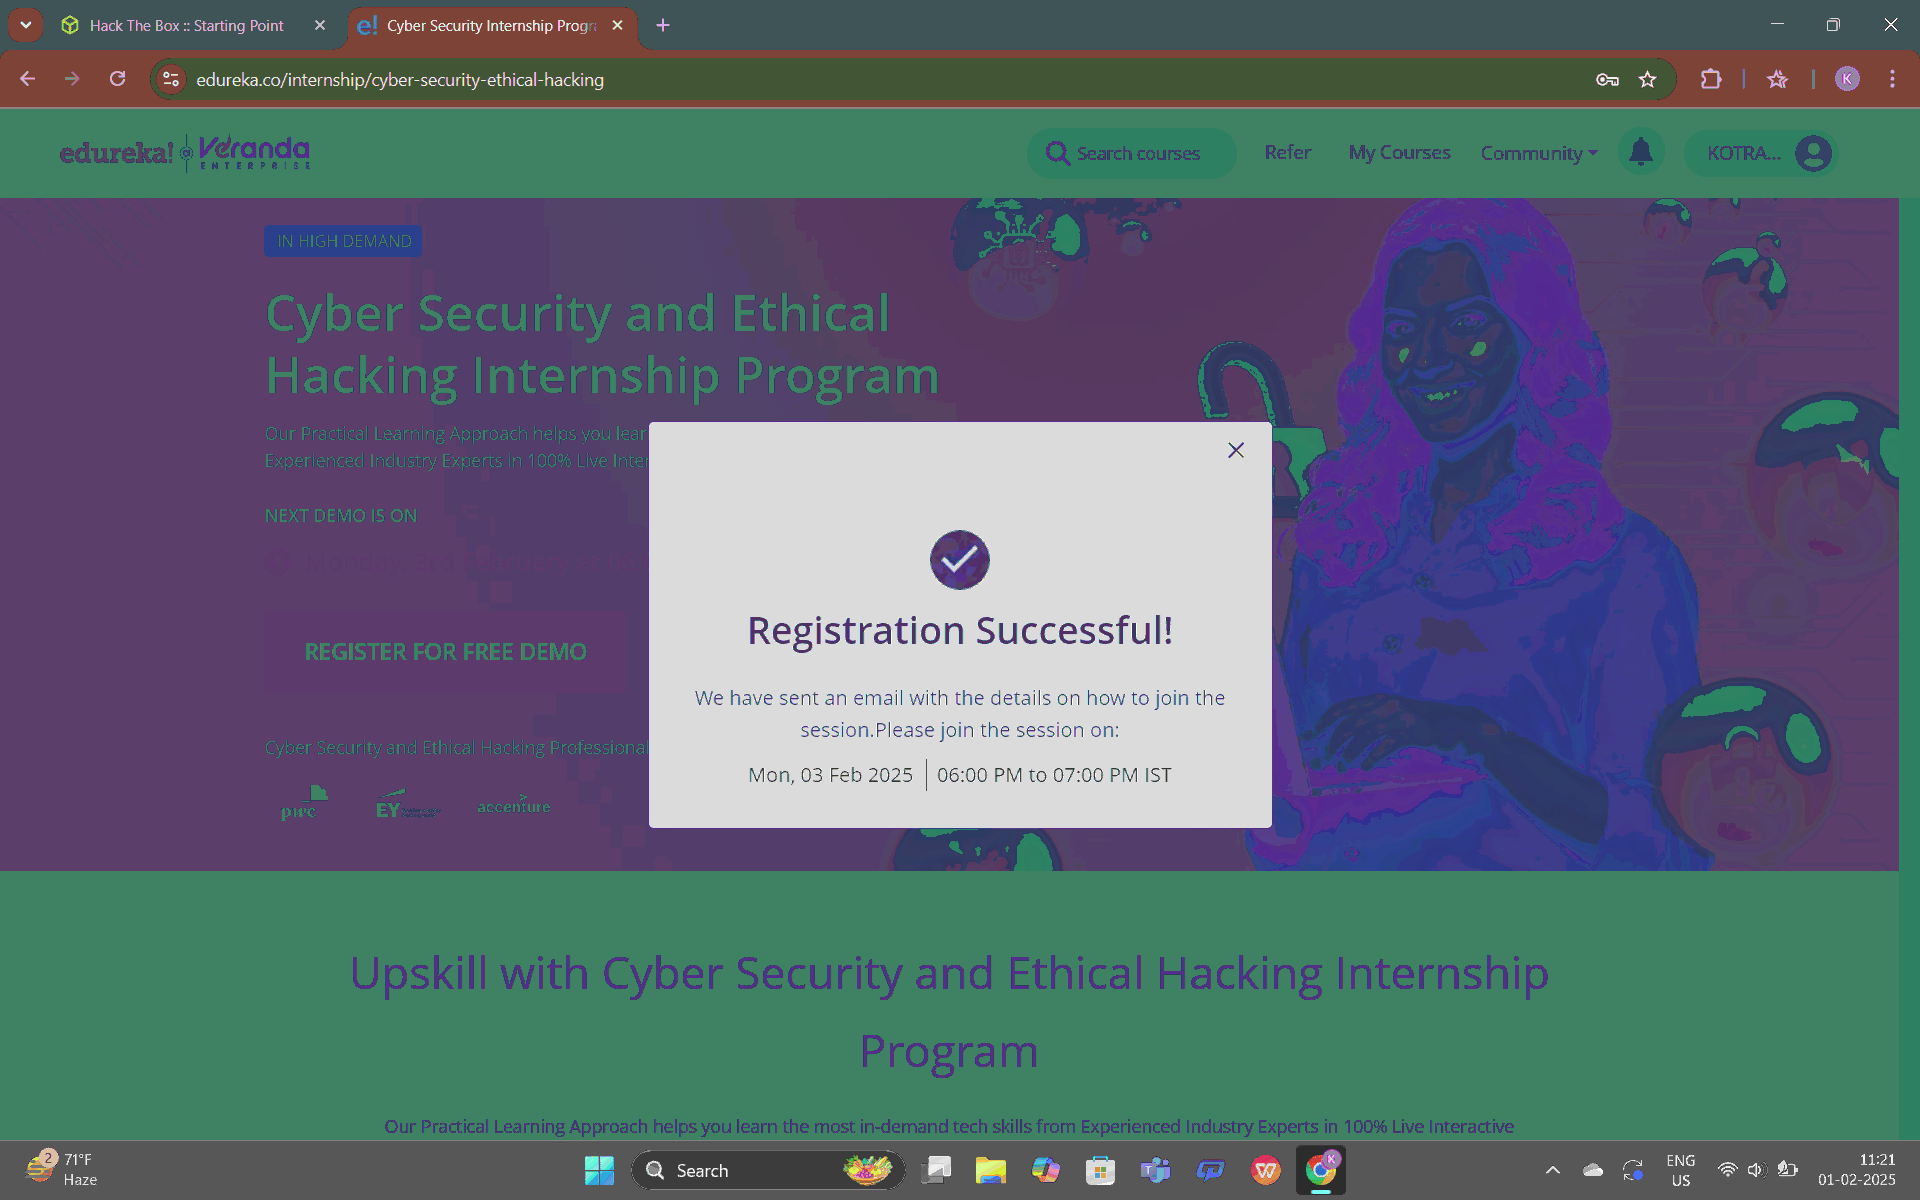 Hack The Box :: Starting Point
Cyber Security Internship Progra
edureka.co/internship/cyber-security-ethical-hacking
K
edureka! @ Veranda
ENTERPRISE
Search courses
Refer
My Courses
Community
KOTRA...
IN HIGH DEMAND
Cyber Security and Ethical
Hacking Internship Program
Our Practical Learning Approach helps you lear
Experienced Industry Experts in 100% Live Inter
NEXT DEMO IS ON
Monday, 3rd
REGISTER FOR FREE DEMO
Cyber Security and Ethical Hacking Professional
pwc
EY
accenture
Registration Successful!
We have sent an email with the details on how to join the
session.Please join the session on:
Mon, 03 Feb 2025 | 06:00 PM to 07:00 PM IST
Upskill with Cyber Security and Ethical Hacking Internship
Program
Our Practical Learning Approach helps you learn the most in-demand tech skills from Experienced Industry Experts in 100% Live Interactive
2
71°F
Haze
Search
K
ENG
US
11:21
01-02-2025